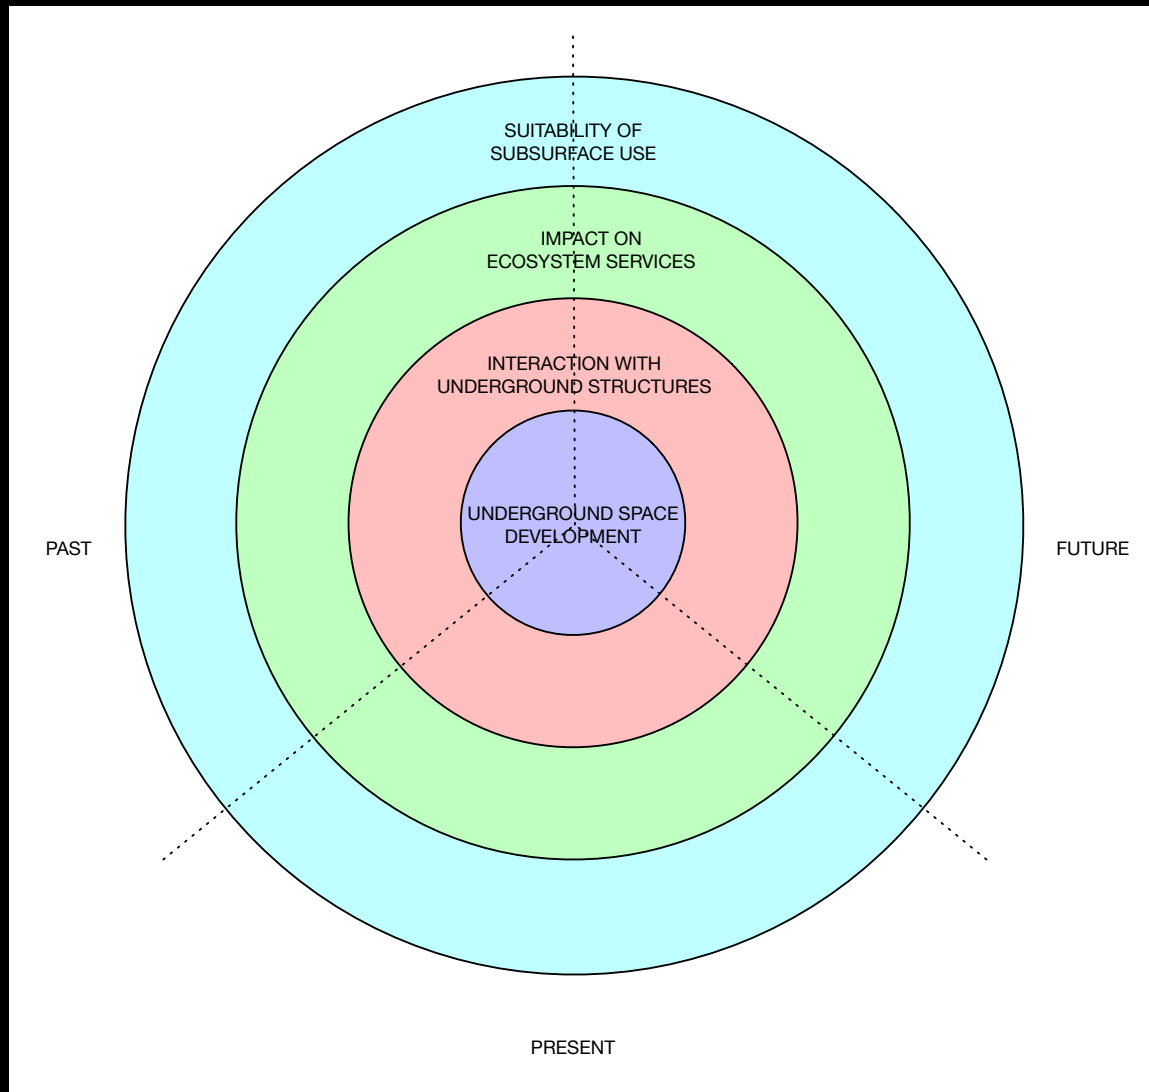 SUITABILITY OF
SUBSURFACE USE
IMPACT ON
ECOSYSTEM SERVICES
INTERACTION WITH
UNDERGROUND STRUCTURES
UNDERGROUND SPACE
DEVELOPMENT
PAST
FUTURE
PRESENT